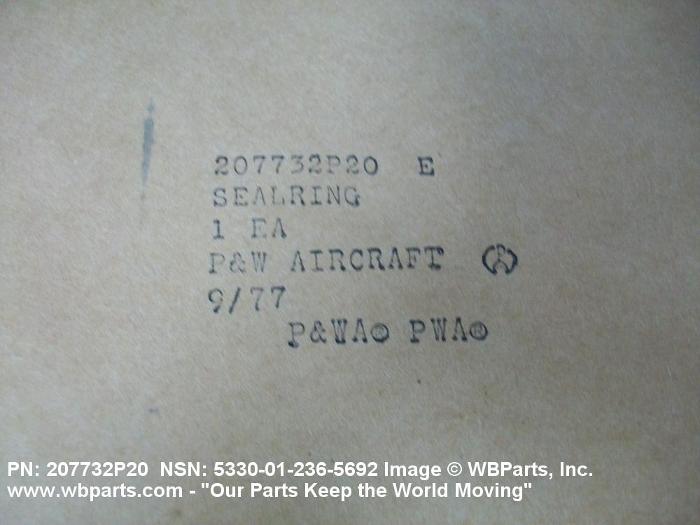 207732P20 E
SEALRING
1 EA
P&W AIRCRAFT
9/77
P&WA® PWA®
PN: 207732P20 NSN: 5330-01-236-5692 Image © WBParts, Inc.
www.wbparts.com - "Our Parts Keep the World Moving"